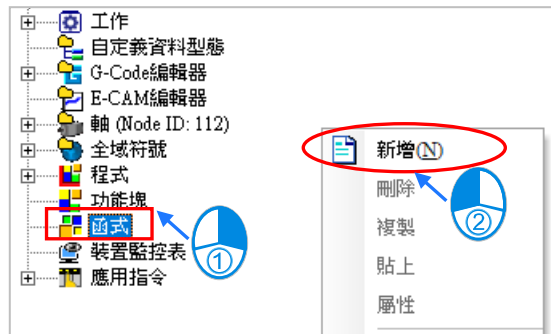 工作
自定義資料型態
G-Code編輯器
E-CAM編輯器
軸 (Node ID: 112)
全域符號
程式
功能塊
函式
裝置監控表
應用指令
①
新增(N)
刪除
複製
貼上
屬性
②